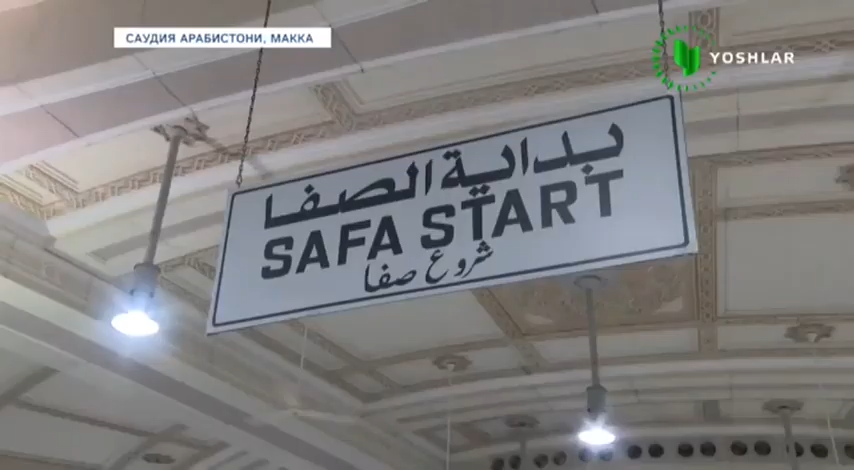 САУДИЯ АРАБИСТОНИ, МАККА
YOSHLAR
بداية الصفا
SAFA START
شروع صفا